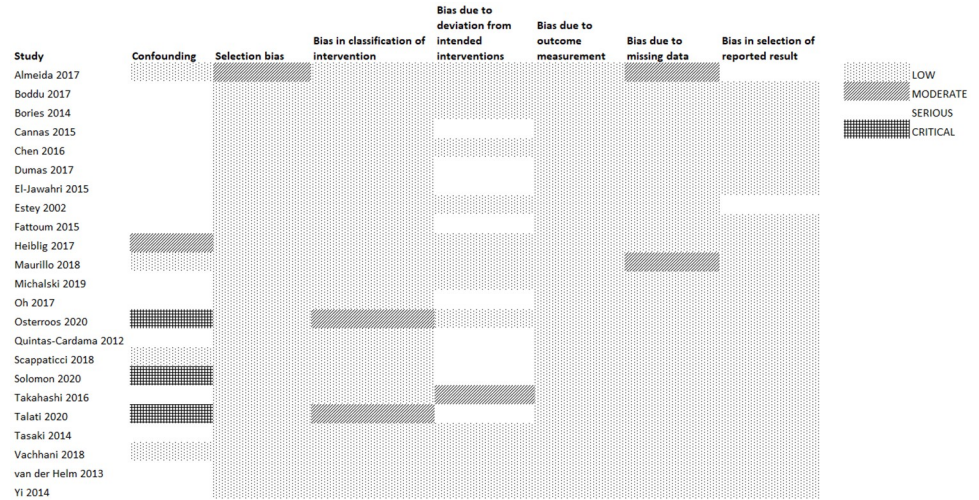 Study
Confounding
Selection bias
Bias in classification of
intervention
Bias due to
deviation from
intended
interventions
Bias due to
outcome
measurement
Bias due to
missing data
Bias in selection of
reported result
Almeida 2017
Boddu 2017
Bories 2014
Cannas 2015
Chen 2016
Dumas 2017
El-Jawahri 2015
Estey 2002
Fattoum 2015
Heiblig 2017
Maurillo 2018
Michalski 2019
Oh 2017
Osterroos 2020
Quintas-Cardama 2012
Scappaticci 2018
Solomon 2020
Takahashi 2016
Talati 2020
Tasaki 2014
Vachhani 2018
van der Helm 2013
Yi 2014
LOW
MODERATE
SERIOUS
CRITICAL